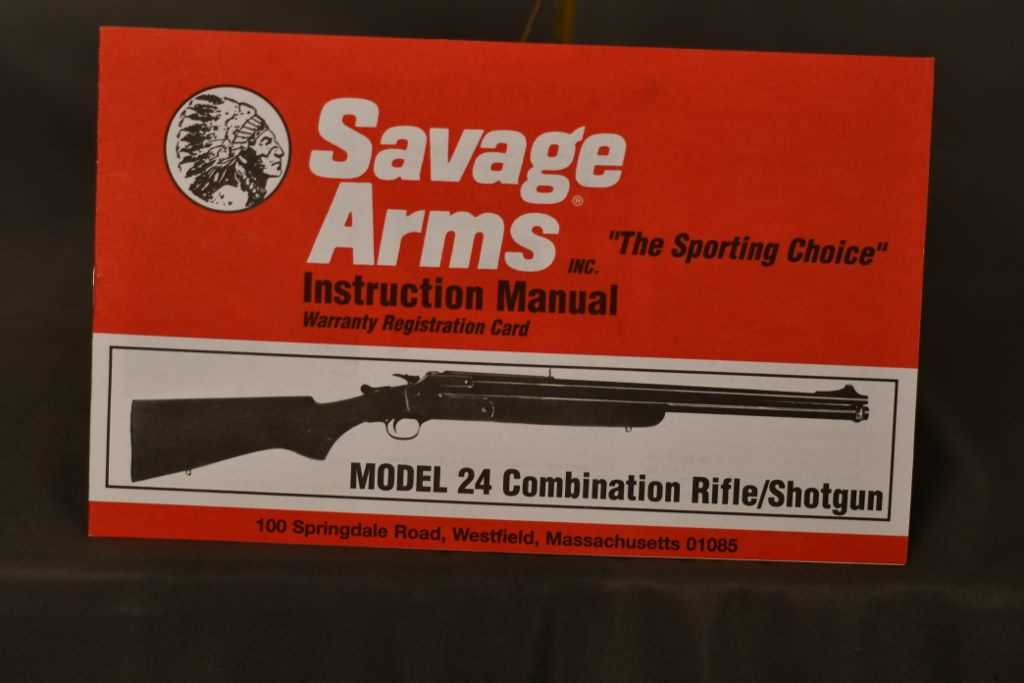 Savage
Arms®
INC.
"The Sporting Choice"
Instruction Manual
Warranty Registration Card
MODEL 24 Combination Rifle/Shotgun
100 Springdale Road, Westfield, Massachusetts 01085